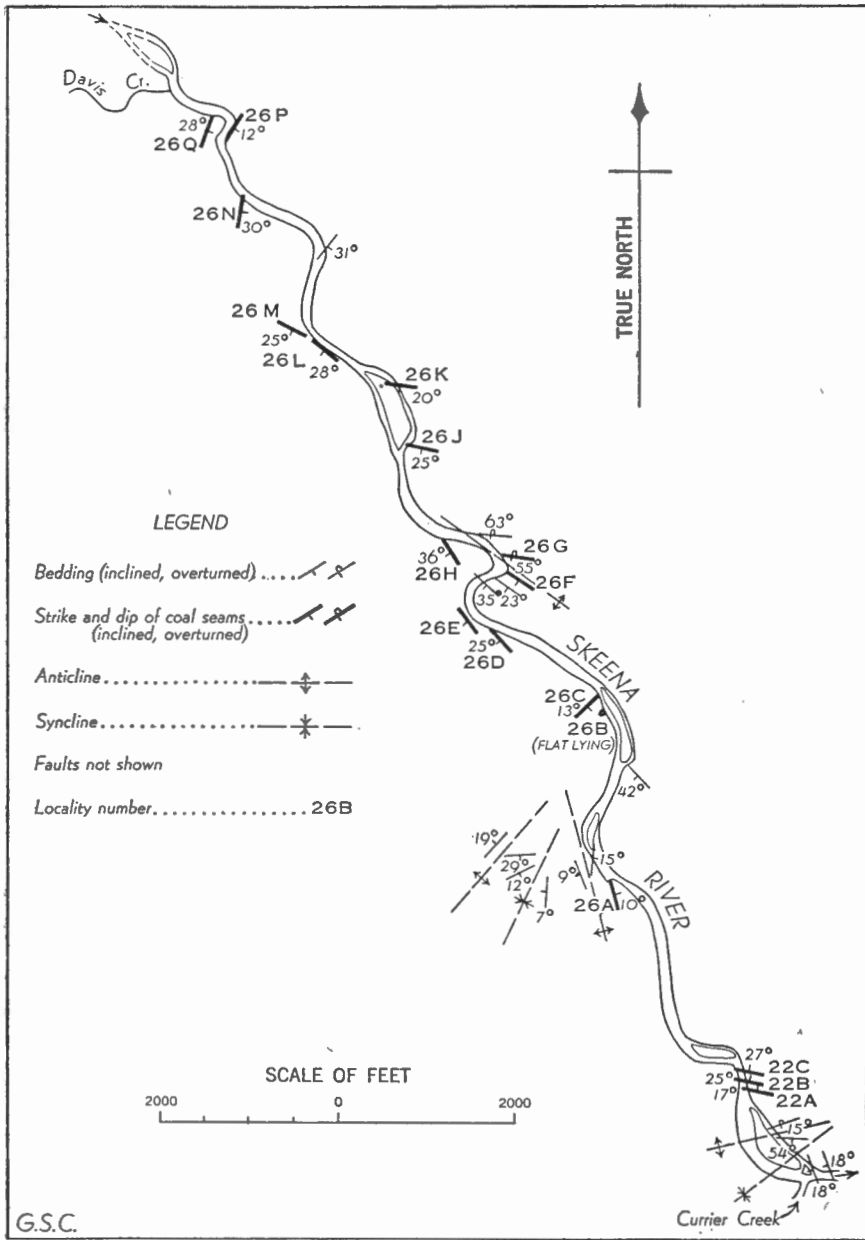 Davis Cr.
26P
28°
12°
26Q
26N
30°
31°
26M
25°
26L
28°
26K
20°
26J
25°
63°
36°
26H
26G
55°
26F
35°
23°
26E
25°
26D
SKEENA
26C
13°
26B
(FLAT LYING)
42°
19°
29°
12°
7°
9°
15°
26A
10°
RIVER
27°
22C
25°
22B
17°
22A
15°
54°
18°
18°
Currier Creek
TRUE NORTH
LEGEND
Bedding (inclined, overturned) ....
Strike and dip of coal seams .....
(inclined, overturned)
Anticline ................
Syncline ................
Faults not shown
Locality number ............... 26B
SCALE OF FEET
2000 0 2000
G.S.C.